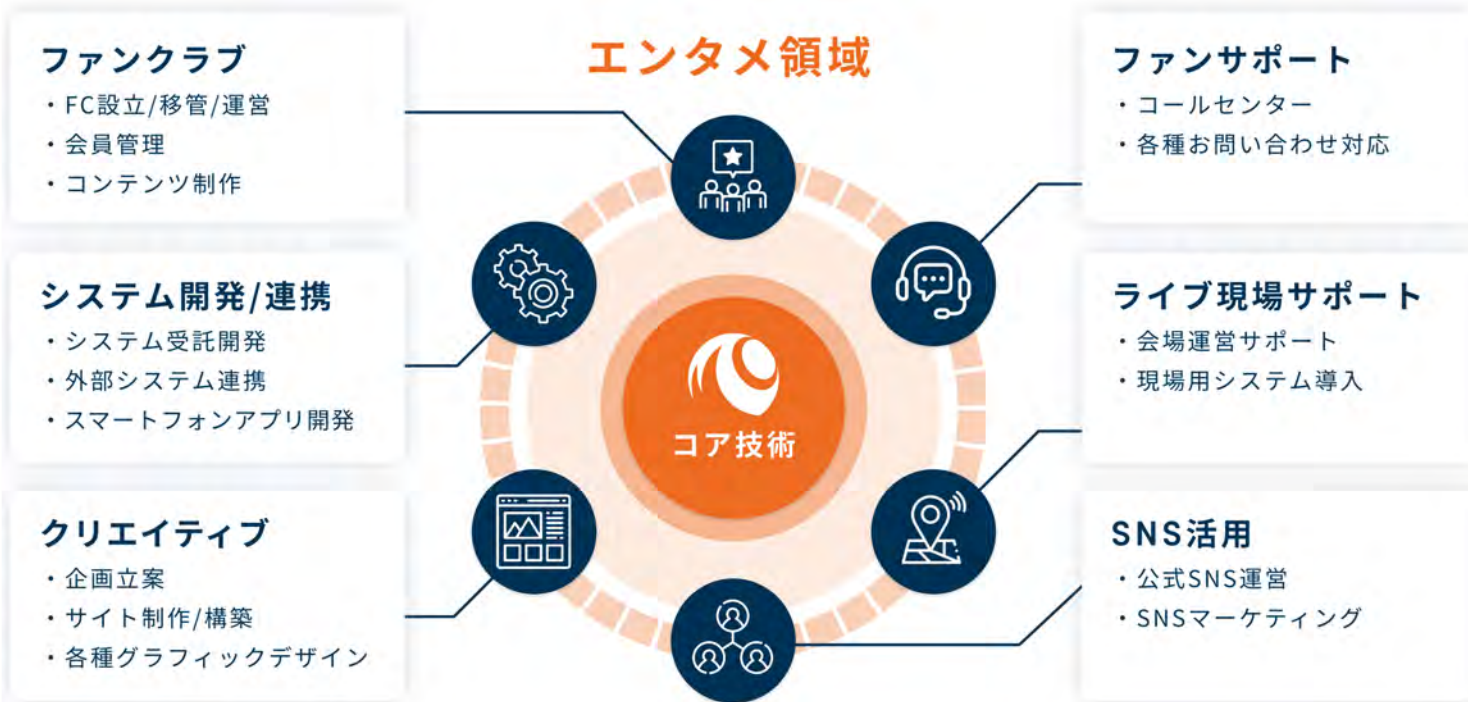 エンタメ領域
ファンクラブ
・FC設立/移管/運営
・会員管理
・コンテンツ制作
システム開発/連携
・システム受託開発
・外部システム連携
・スマートフォンアプリ開発
クリエイティブ
・企画立案
・サイト制作/構築
・各種グラフィックデザイン
コア技術
ファンサポート
・コールセンター
・各種お問い合わせ対応
ライブ現場サポート
・会場運営サポート
・現場用システム導入
SNS活用
・公式SNS運営
・SNSマーケティング